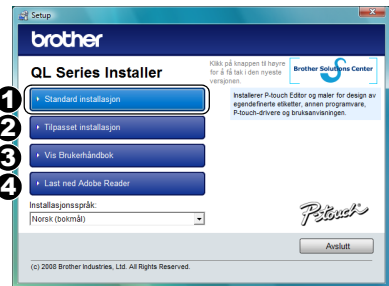 Setup
brother
QL Series Installer
Klikk på knappen til høyre
for å få tak i den nyeste
versjonen.
Brother Solutions Center
1 Standard installasjon
Installerer P-touch Editor og maler for design av
egendefinerte etiketter, annen programvare,
P-touch-drivere og bruksanvisningen.
2 Tilpasset installasjon
3 Vis Brukerhåndbok
4 Last ned Adobe Reader
Installasjonsspråk:
Norsk (bokmål)
P-touch
Avslutt
(c) 2008 Brother Industries, Ltd. All Rights Reserved.